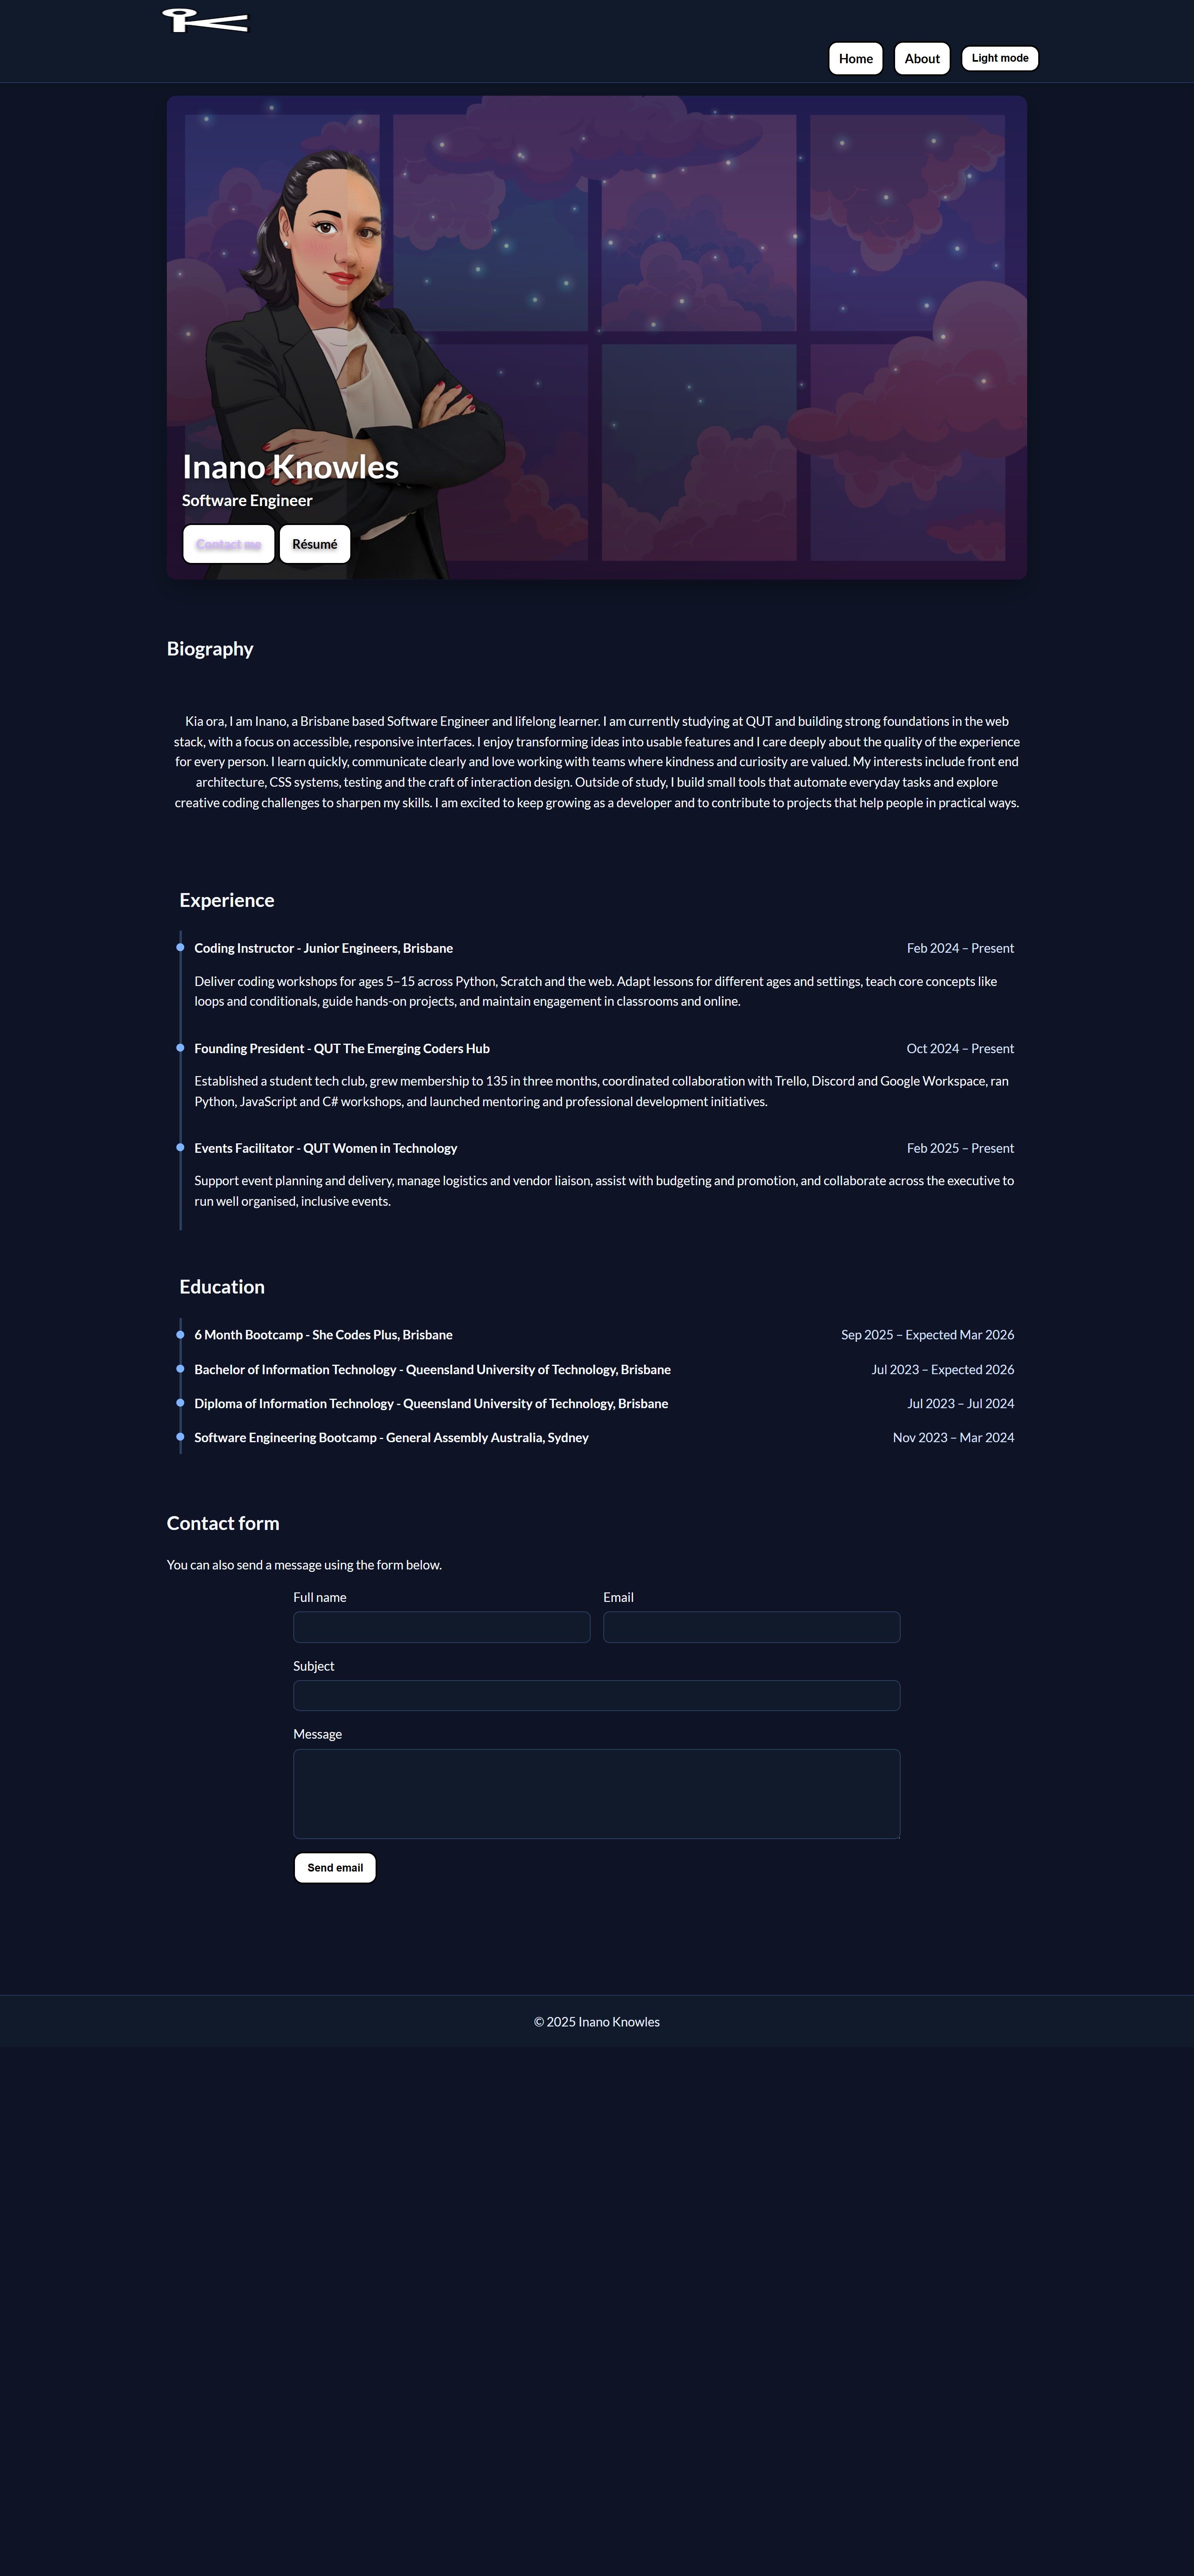 Home
About
Light mode
Inano Knowles
Software Engineer
Contact me
Résumé
Biography
Kia ora, I am Inano, a Brisbane based Software Engineer and lifelong learner. I am currently studying at QUT and building strong foundations in the web
stack, with a focus on accessible, responsive interfaces. I enjoy transforming ideas into usable features and I care deeply about the quality of the experience
for every person. I learn quickly, communicate clearly and love working with teams where kindness and curiosity are valued. My interests include front end
architecture, CSS systems, testing and the craft of interaction design. Outside of study, I build small tools that automate everyday tasks and explore
creative coding challenges to sharpen my skills. I am excited to keep growing as a developer and to contribute to projects that help people in practical ways.
Experience
Coding Instructor - Junior Engineers, Brisbane Feb 2024 – Present
Deliver coding workshops for ages 5–15 across Python, Scratch and the web. Adapt lessons for different ages and settings, teach core concepts like
loops and conditionals, guide hands-on projects, and maintain engagement in classrooms and online.
Founding President - QUT The Emerging Coders Hub Oct 2024 – Present
Established a student tech club, grew membership to 135 in three months, coordinated collaboration with Trello, Discord and Google Workspace, ran
Python, JavaScript and C# workshops, and launched mentoring and professional development initiatives.
Events Facilitator - QUT Women in Technology Feb 2025 – Present
Support event planning and delivery, manage logistics and vendor liaison, assist with budgeting and promotion, and collaborate across the executive to
run well organised, inclusive events.
Education
6 Month Bootcamp - She Codes Plus, Brisbane Sep 2025 – Expected Mar 2026
Bachelor of Information Technology - Queensland University of Technology, Brisbane Jul 2023 – Expected 2026
Diploma of Information Technology - Queensland University of Technology, Brisbane Jul 2023 – Jul 2024
Software Engineering Bootcamp - General Assembly Australia, Sydney Nov 2023 – Mar 2024
Contact form
You can also send a message using the form below.
Full name
Email
Subject
Message
Send email
© 2025 Inano Knowles